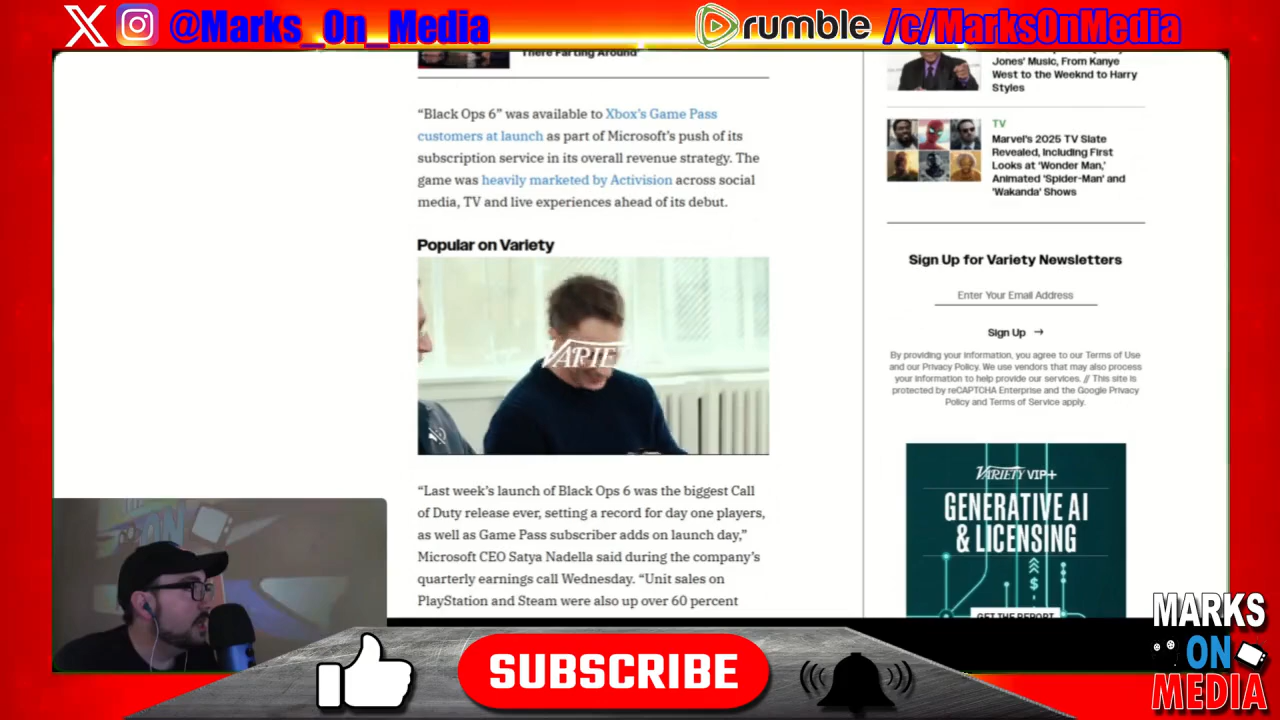 @Marks_On_Media
rumble
/c/MarksOnMedia
There Farting Around'
"Black Ops 6" was available to Xbox's Game Pass
customers at launch as part of Microsoft's push of its
subscription service in its overall revenue strategy. The
game was heavily marketed by Activision across social
media, TV and live experiences ahead of its debut.
Popular on Variety
VARIETY
"Last week's launch of Black Ops 6 was the biggest Call
of Duty release ever, setting a record for day one players,
as well as Game Pass subscriber adds on launch day,"
Microsoft CEO Satya Nadella said during the company's
quarterly earnings call Wednesday. "Unit sales on
PlayStation and Steam were also up over 60 percent
Jones' Music, From Kanye
West to the Weeknd to Harry
Styles
TV
Marvel's 2025 TV Slate
Revealed, Including First
Looks at 'Wonder Man,'
Animated 'Spider-Man' and
'Wakanda' Shows
Sign Up for Variety Newsletters
Enter Your Email Address
Sign Up →
By providing your information, you agree to our Terms of Use
and our Privacy Policy. We use vendors that may also process
your information to help provide our services. // This site is
protected by reCAPTCHA Enterprise and the Google Privacy
Policy and Terms of Service apply.
VARIETY VIP+
GENERATIVE AI
& LICENSING
$
GET THE REPORT
ON
SUBSCRIBE
MARKS
ON
MEDIA